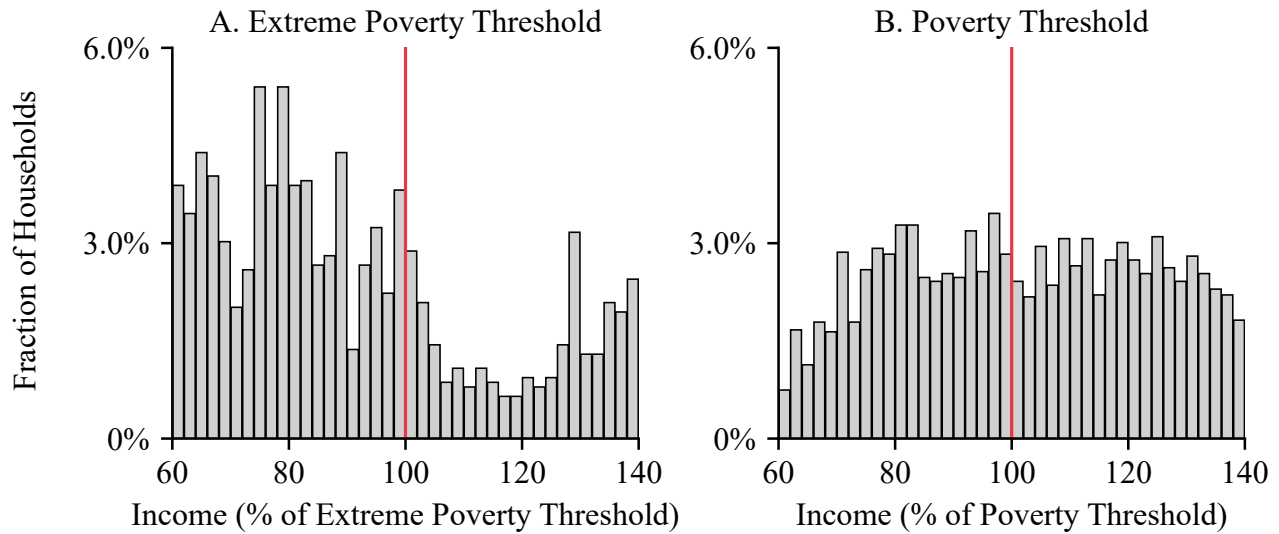 A. Extreme Poverty Threshold
Fraction of Households
6.0%
3.0%
0%
60 80 100 120 140
Income (% of Extreme Poverty Threshold)
B. Poverty Threshold
6.0%
3.0%
0%
60 80 100 120 140
Income (% of Poverty Threshold)